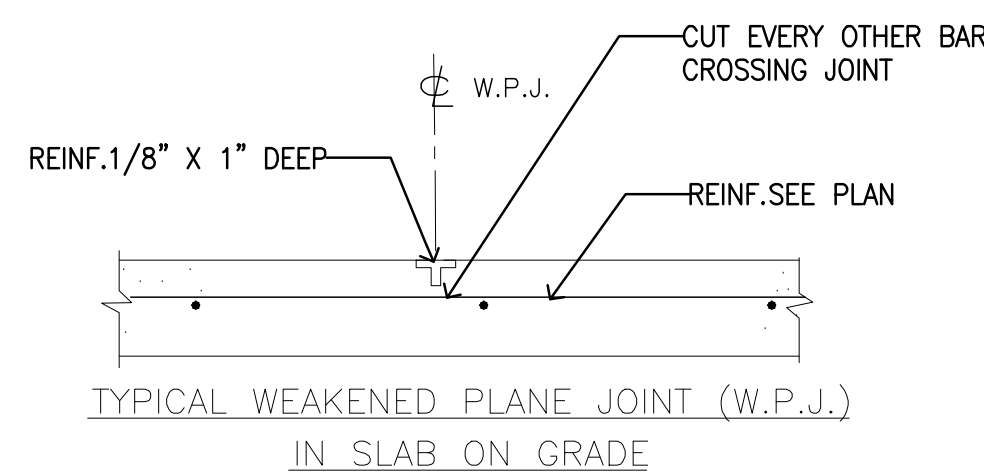 CUT EVERY OTHER BAR
CROSSING JOINT
℄ W.P.J.
REINF.1/8” X 1” DEEP
REINF.SEE PLAN
TYPICAL WEAKENED PLANE JOINT (W.P.J.)
IN SLAB ON GRADE